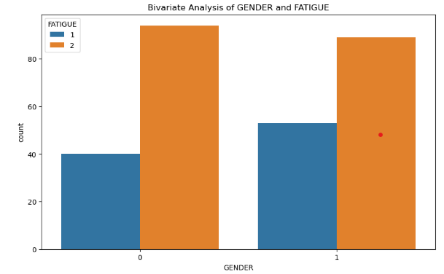 Bivariate Analysis of GENDER and FATIGUE
FATIGUE
1
2
80
60
40
20
0
count
0 1
GENDER